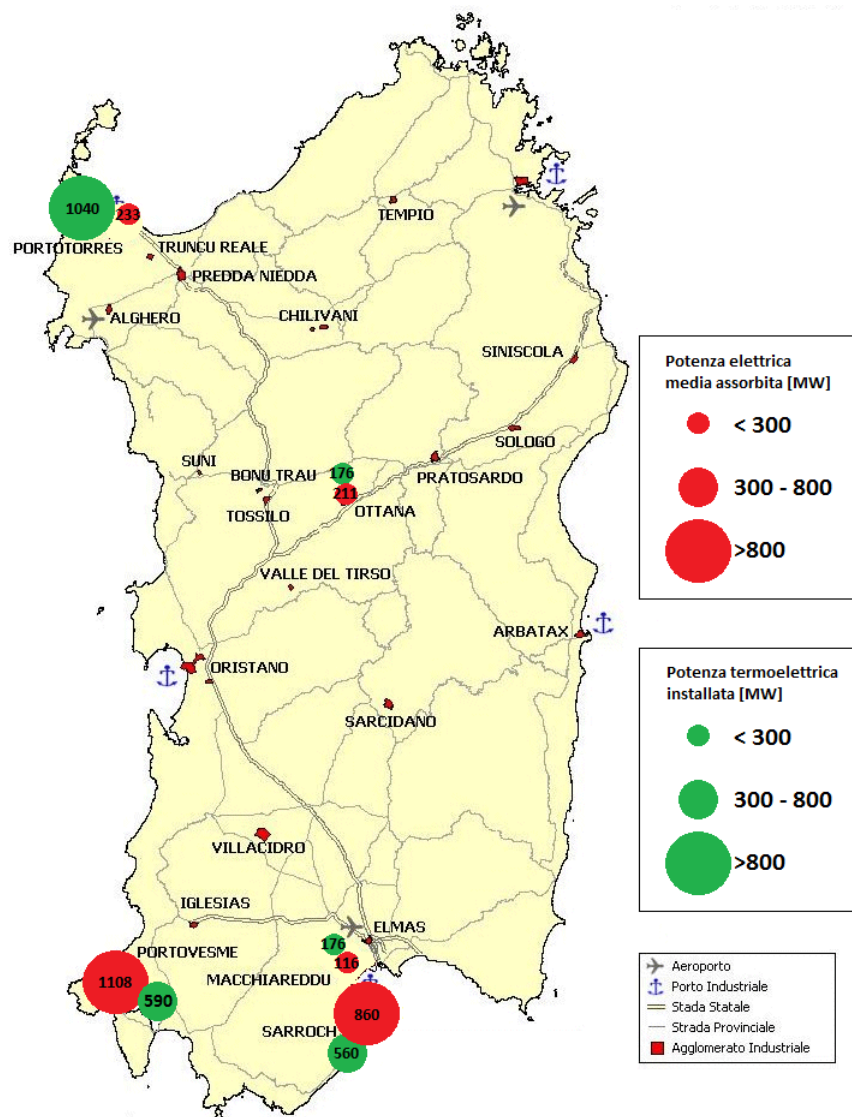 1040
233
PORTOTORRES
TRUNCU REALE
PREDDA NIEDDA
TEMPIO
ALGHERO
CHILIVANI
SINISCOLA
SOLOGO
SUNI
176
BONU TRAU
PRATOSARDO
211
TOSSILO
OTTANA
VALLE DEL TIRSO
ARBATAX
ORISTANO
SARCIDANO
VILLACIDRO
IGLESIAS
ELMAS
176
PORTOVESME
116
1108
MACCHIAREDDU
590
860
SARROCH
560
Potenza elettrica
media assorbita [MW]
< 300
300 - 800
>800
Potenza termoelettrica
installata [MW]
< 300
300 - 800
>800
Aeroporto
Porto Industriale
Stada Statale
Strada Provinciale
Agglomerato Industriale